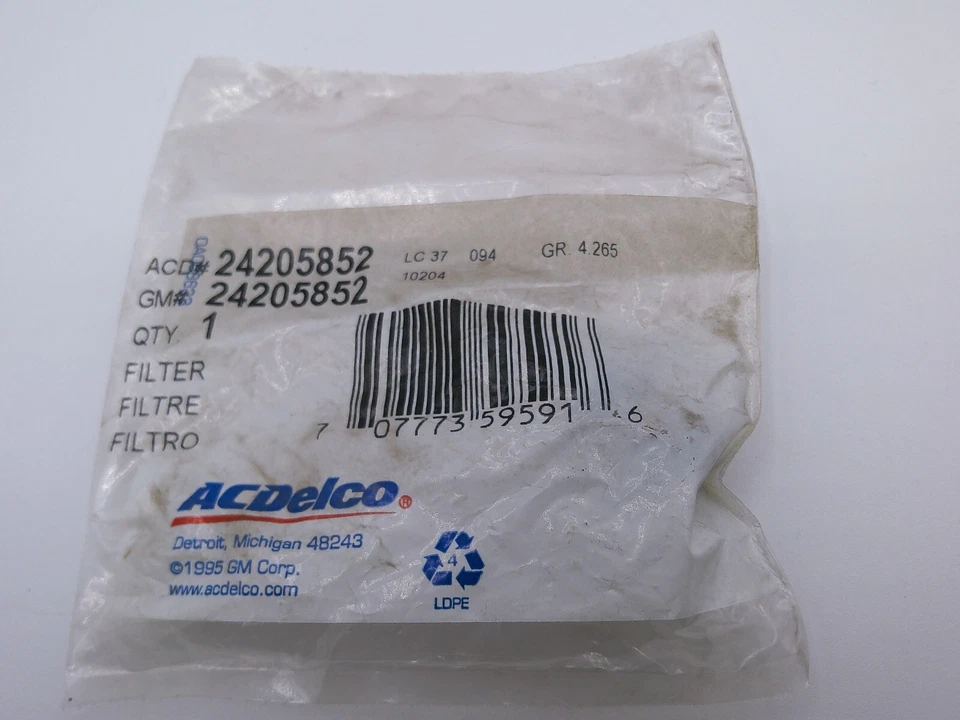 ACD# 24205852 LC 37 094 GR. 4.265
GM# 24205852 10204
QTY. 1
FILTER
FILTRE
FILTRO
7 07773 59591 6
ACDelco®
Detroit, Michigan 48243
©1995 GM Corp.
www.acdelco.com
4
LDPE